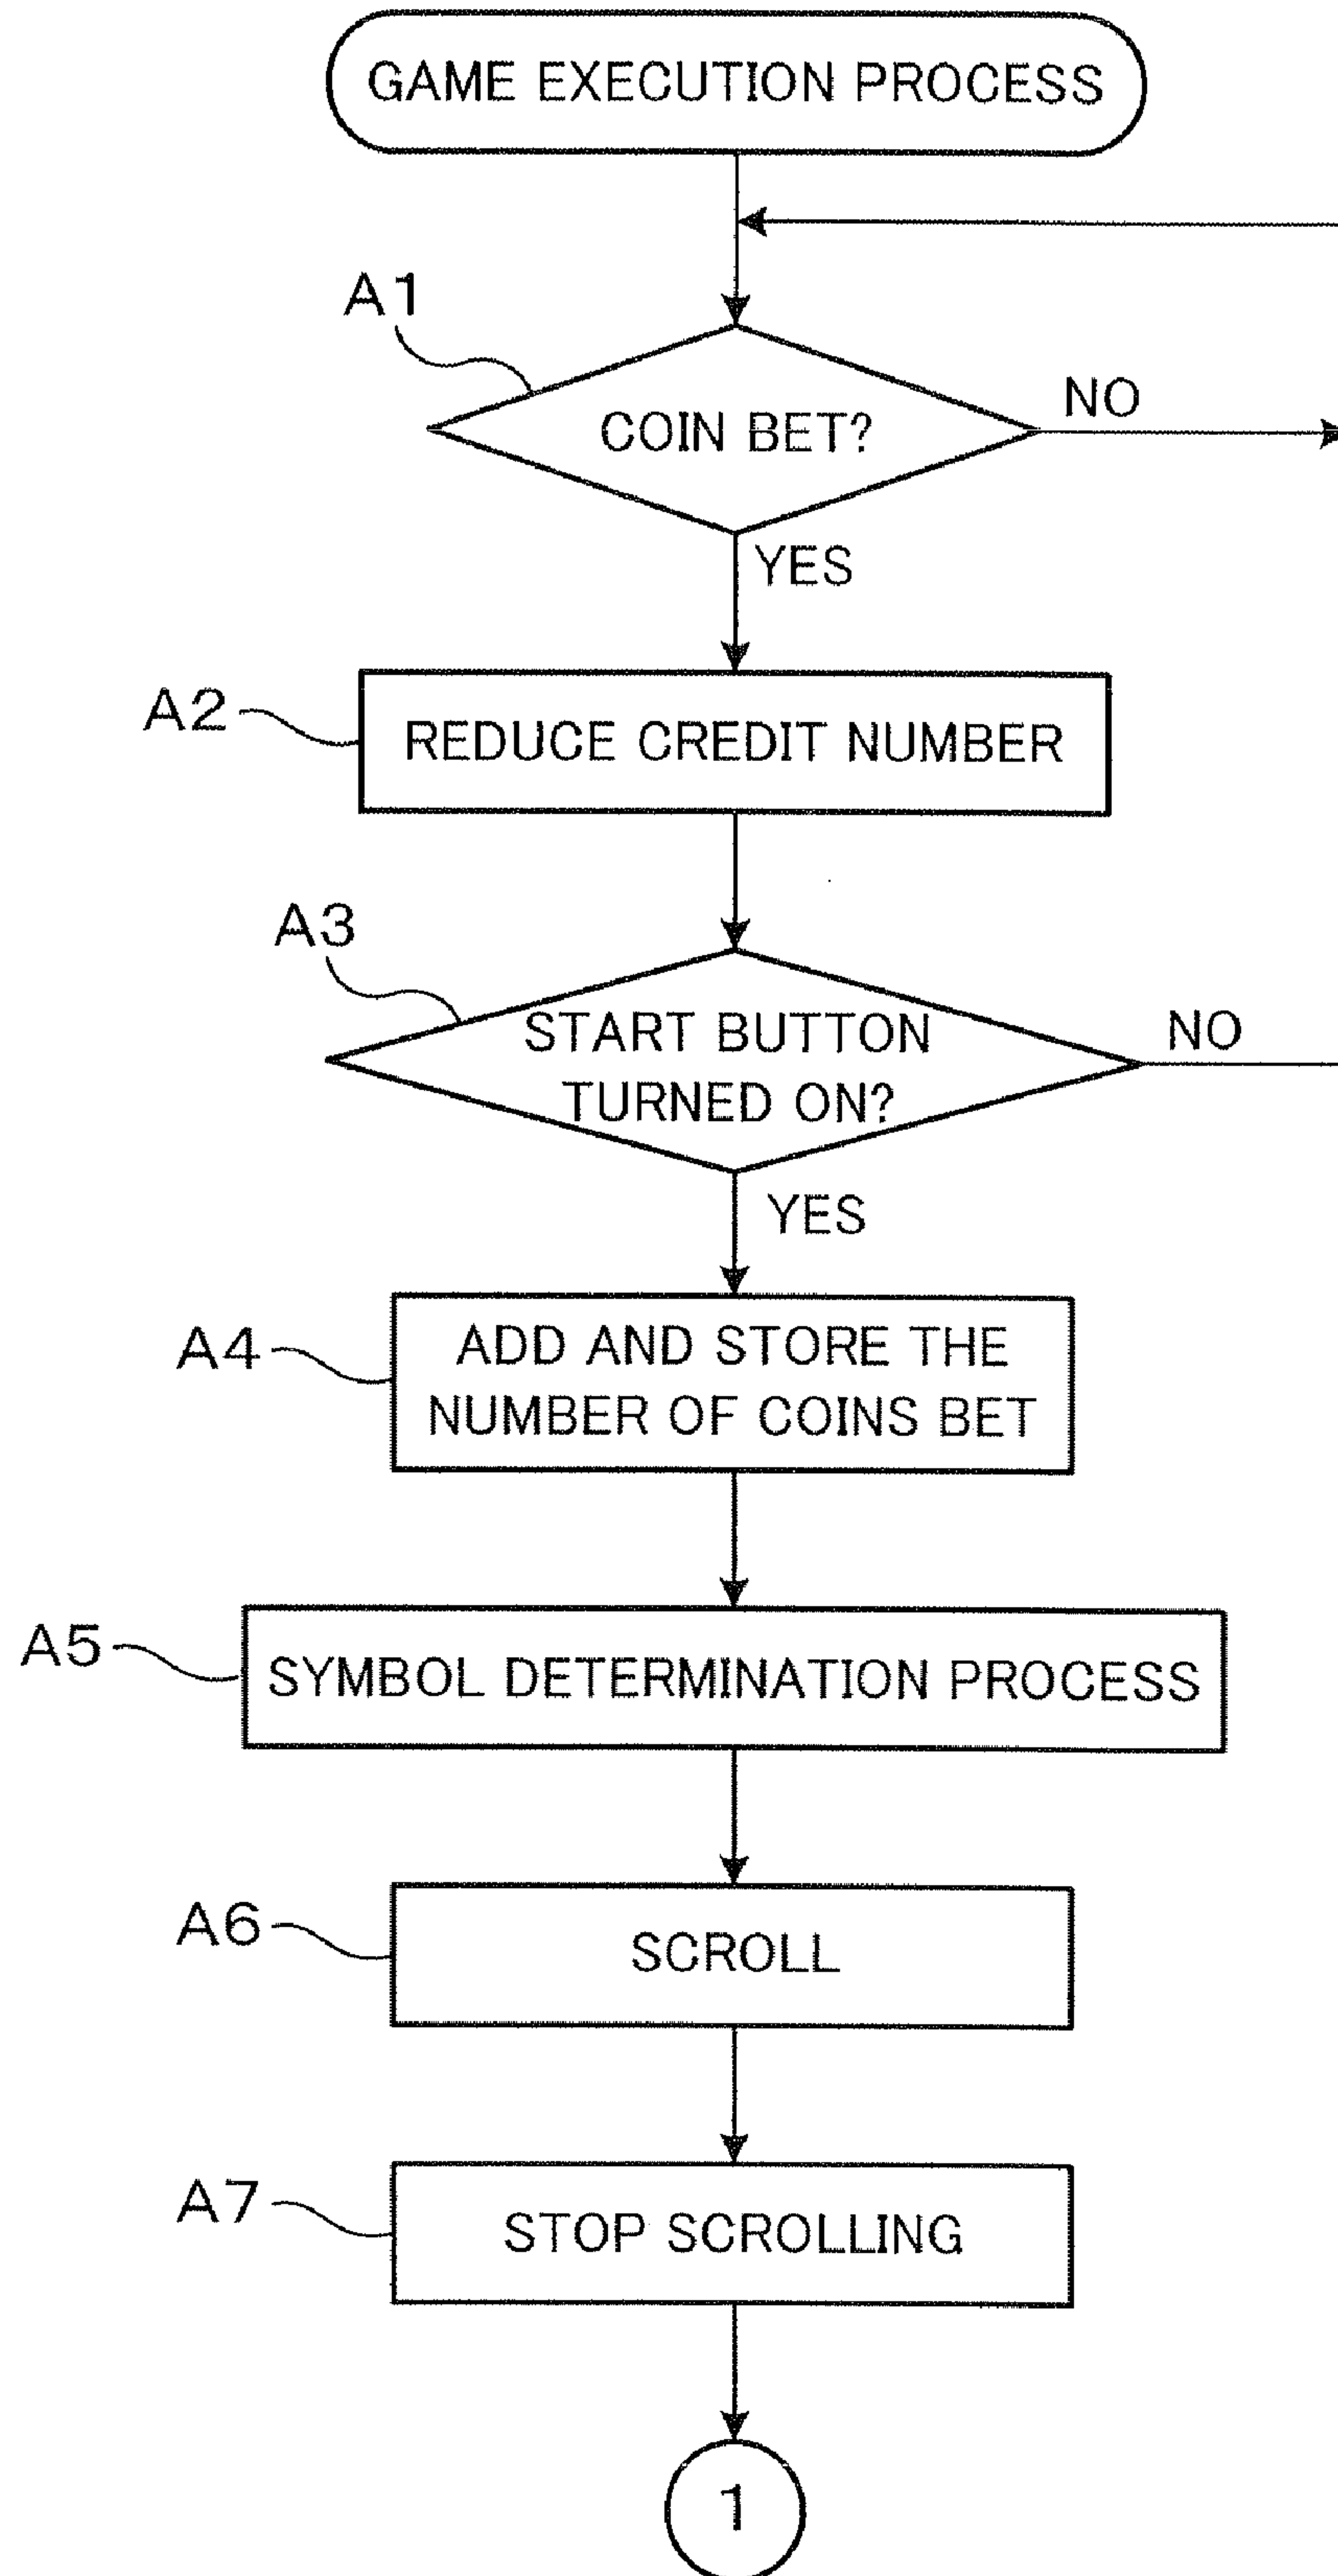 GAME EXECUTION PROCESS
A1
COIN BET?
NO
YES
A2
REDUCE CREDIT NUMBER
A3
START BUTTON
TURNED ON?
NO
YES
A4
ADD AND STORE THE
NUMBER OF COINS BET
A5
SYMBOL DETERMINATION PROCESS
A6
SCROLL
A7
STOP SCROLLING
1